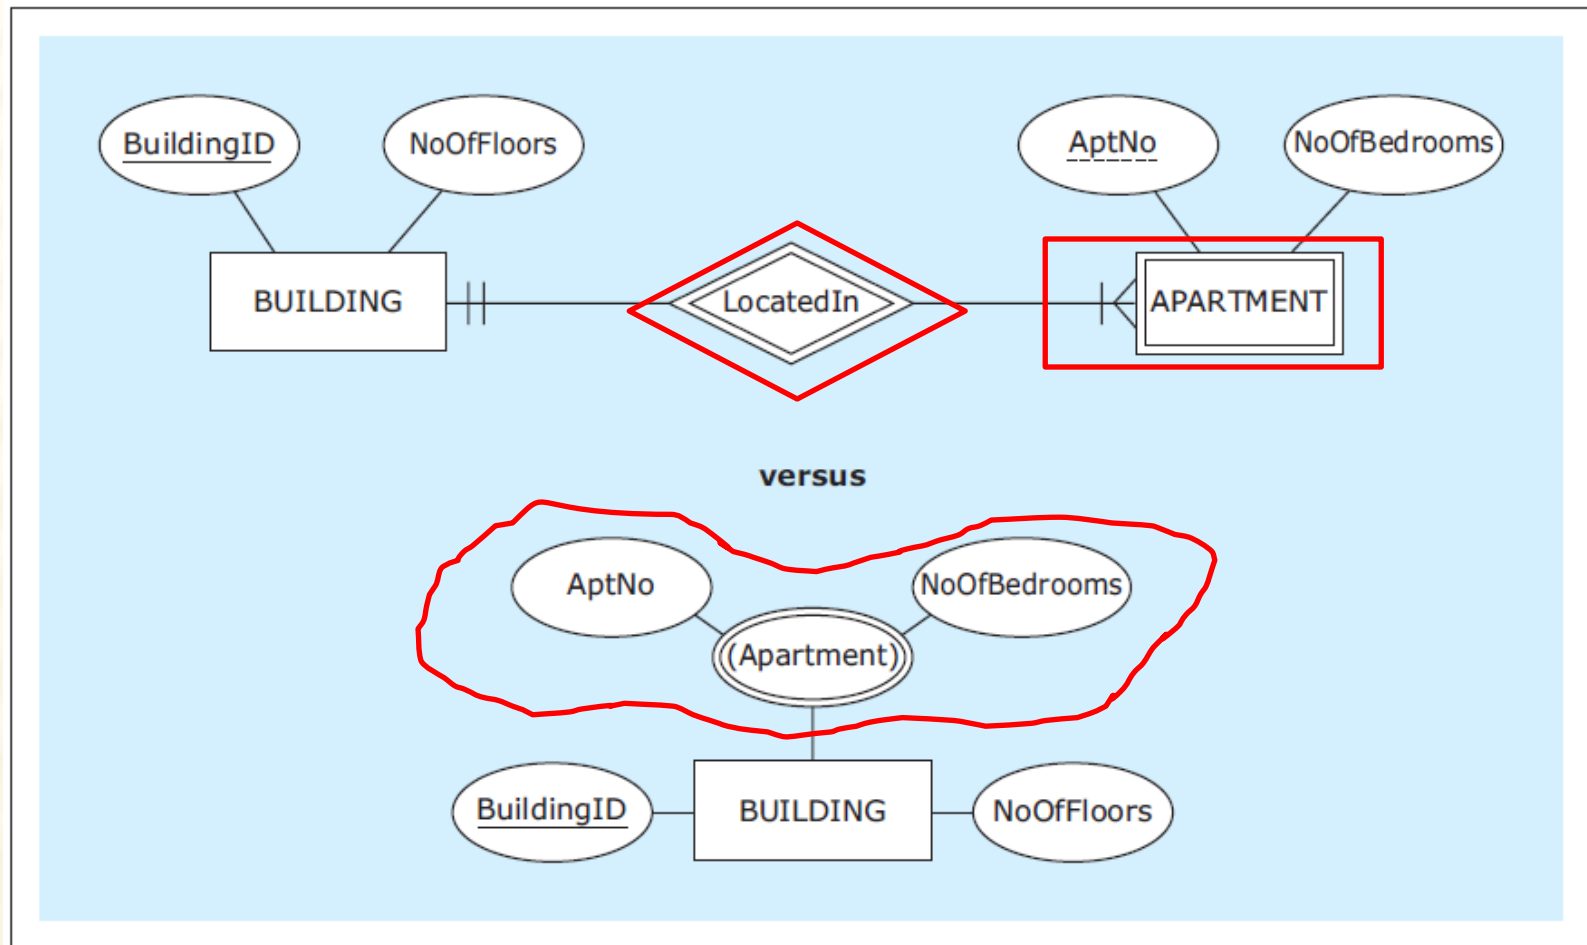 BuildingID NoOfFloors AptNo NoOfBedrooms
BUILDING LocatedIn APARTMENT
versus
AptNo NoOfBedrooms
(Apartment)
BuildingID BUILDING NoOfFloors